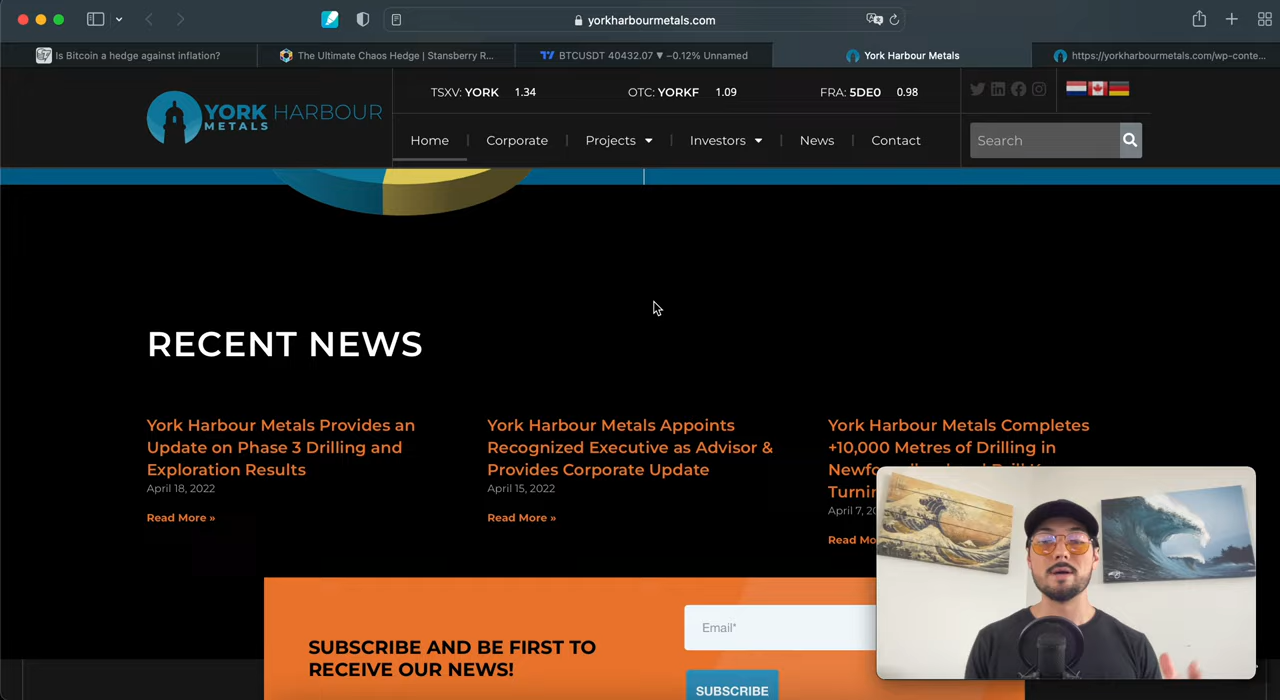 yorkharbourmetals.com
Is Bitcoin a hedge against inflation?
The Ultimate Chaos Hedge | Stansberry R...
BTCUSDT 40432.07 ▼ −0.12% Unnamed
York Harbour Metals
https://yorkharbourmetals.com/wp-conte...
YORK HARBOUR
METALS
TSXV: YORK 1.34
OTC: YORKF 1.09
FRA: 5DE0 0.98
Home
Corporate
Projects
Investors
News
Contact
Search
RECENT NEWS
York Harbour Metals Provides an
Update on Phase 3 Drilling and
Exploration Results
April 18, 2022
Read More »
York Harbour Metals Appoints
Recognized Executive as Advisor &
Provides Corporate Update
April 15, 2022
Read More »
York Harbour Metals Completes
+10,000 Metres of Drilling in
April 7, 20
Read Mo
SUBSCRIBE AND BE FIRST TO
RECEIVE OUR NEWS!
Email*
SUBSCRIBE